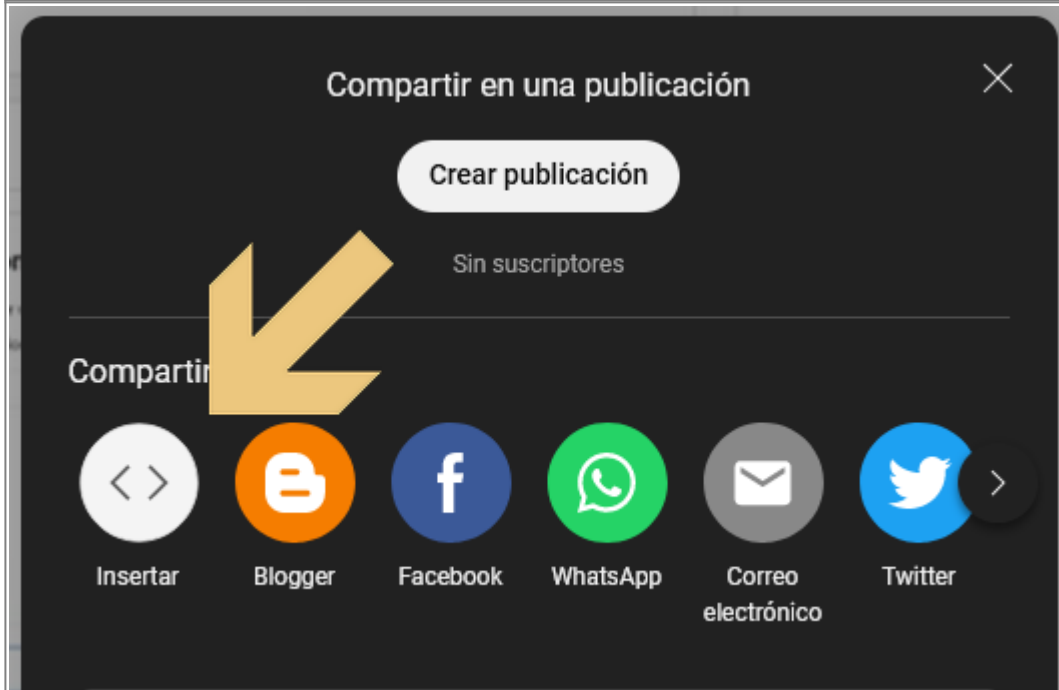 Compartir en una publicación
Crear publicación
Sin suscriptores
Compartir
Insertar
Blogger
Facebook
WhatsApp
Correo
electrónico
Twitter